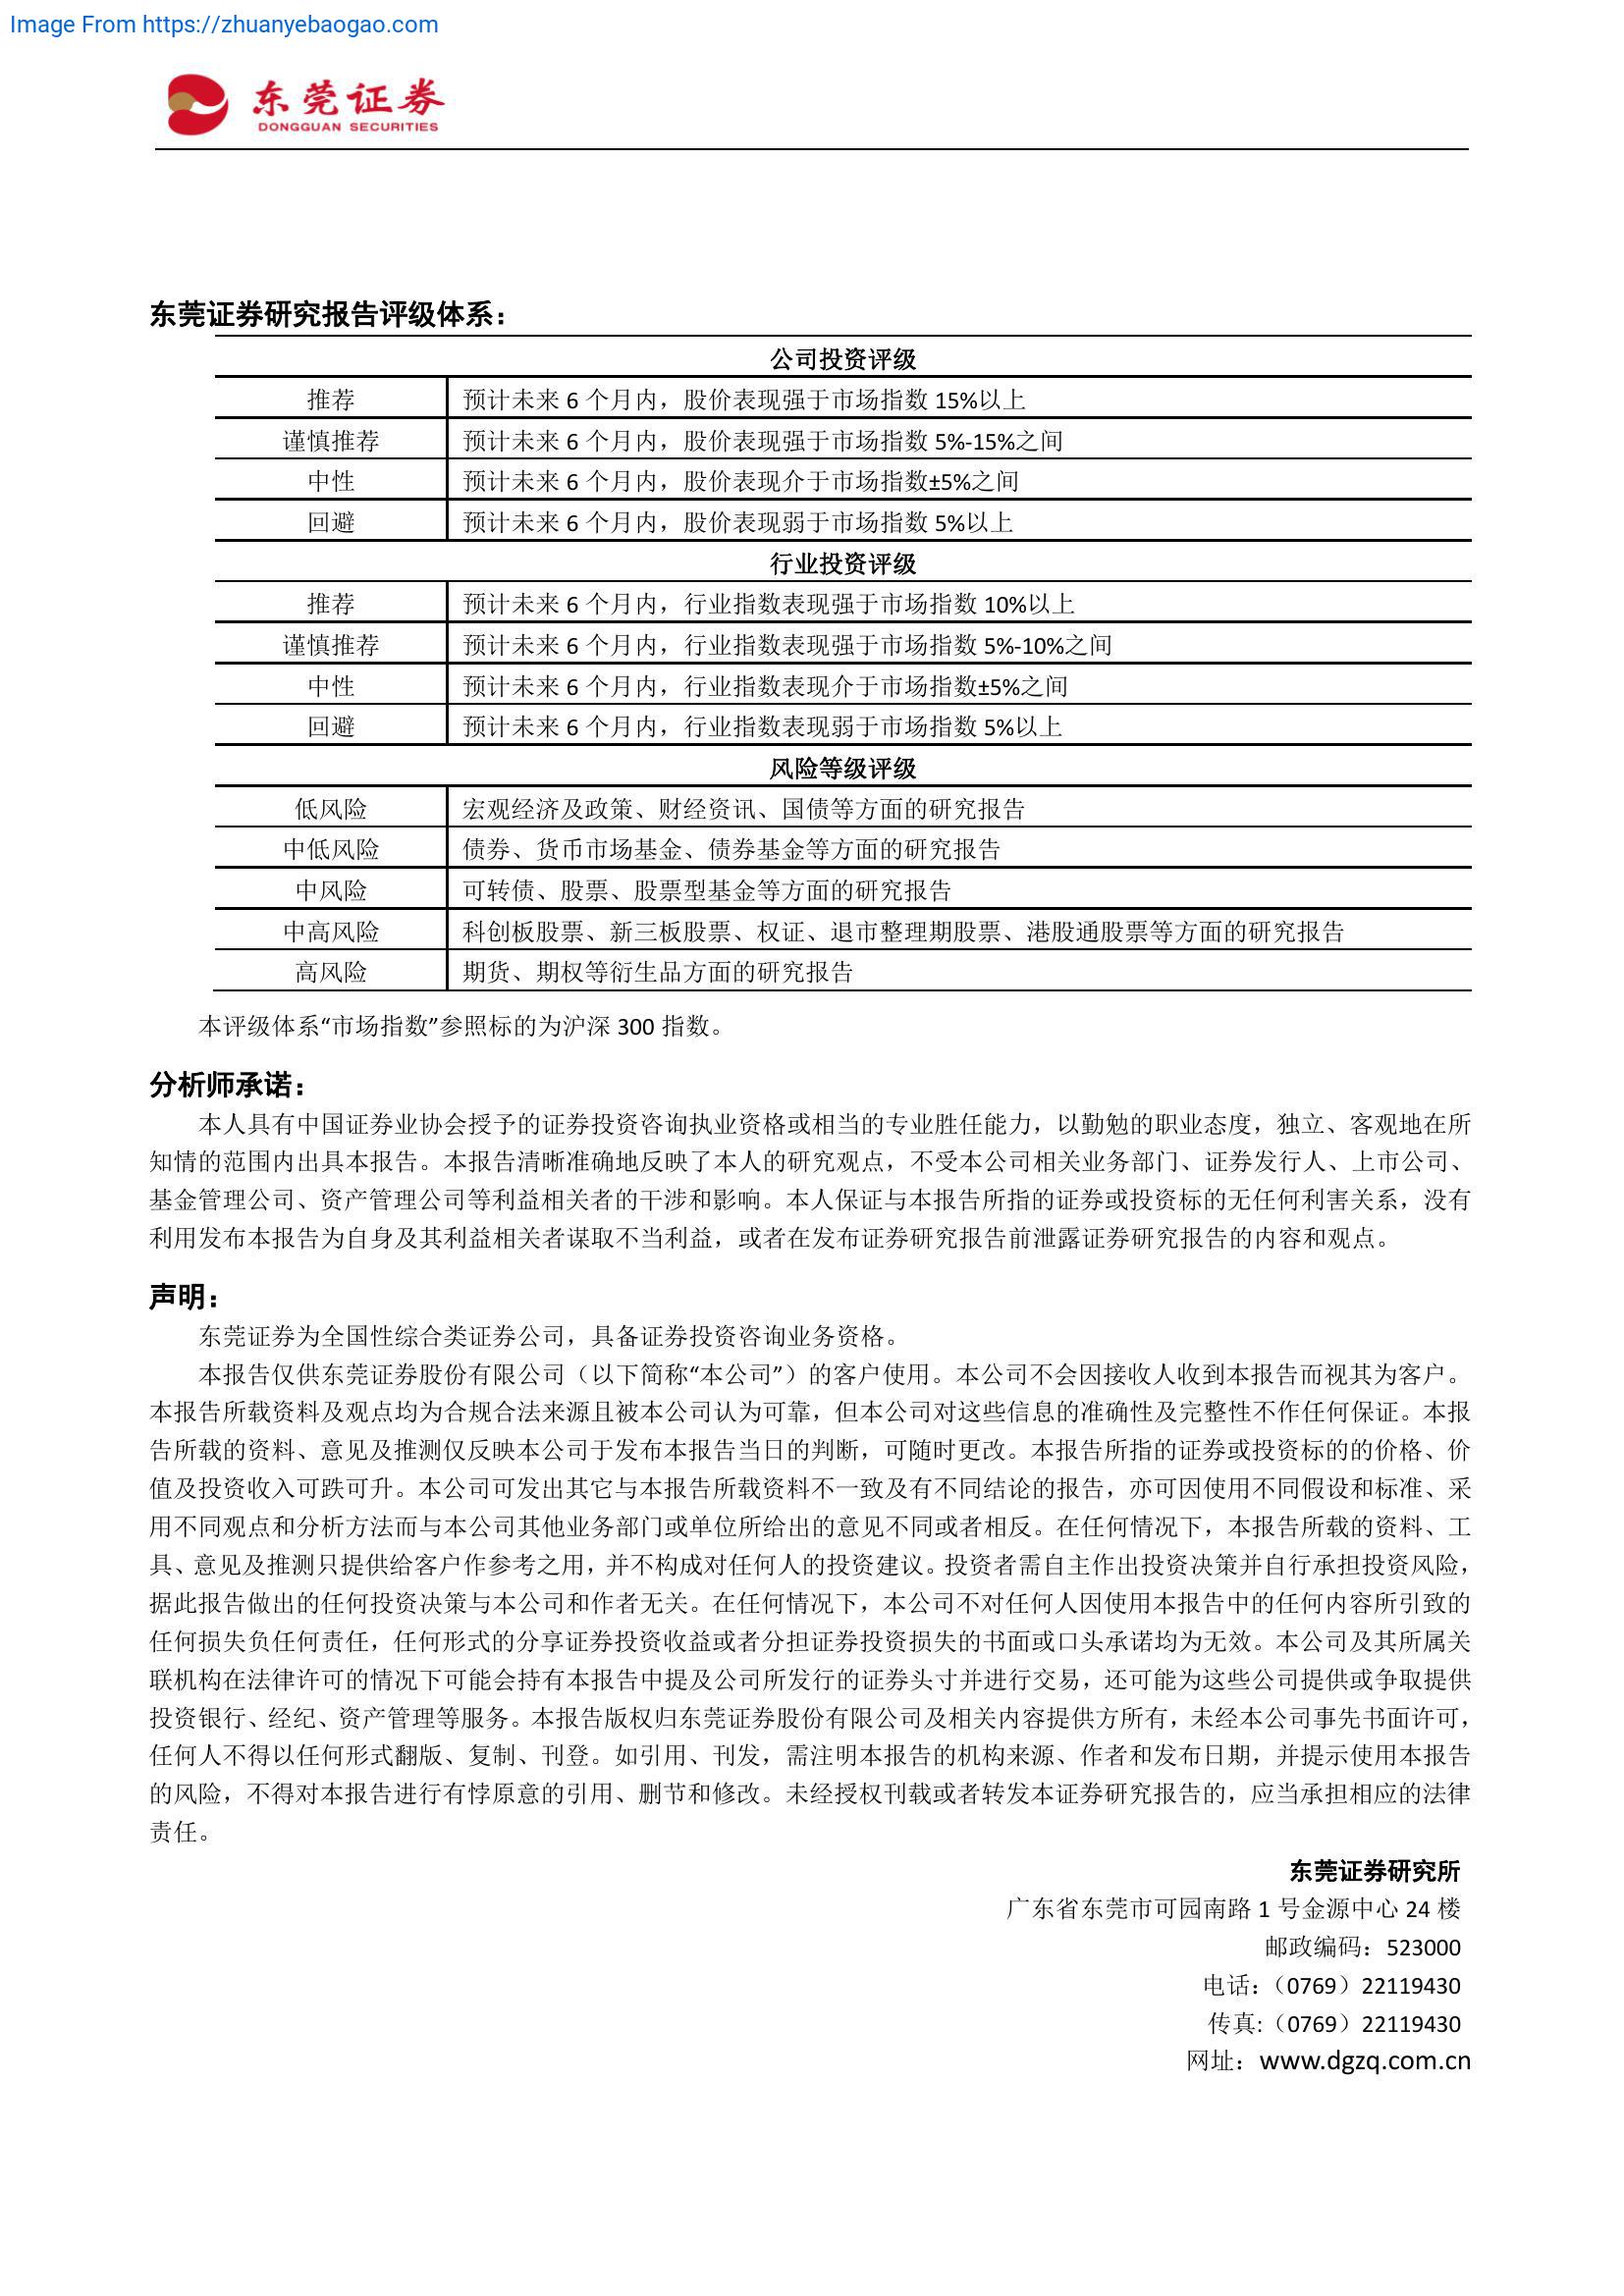 Image From https://zhuanyebaogao.com
东莞证券
DONGGUAN SECURITIES
东莞证券研究报告评级体系：
公司投资评级
推荐 预计未来 6 个月内，股价表现强于市场指数 15%以上
谨慎推荐 预计未来 6 个月内，股价表现强于市场指数 5%-15%之间
中性 预计未来 6 个月内，股价表现介于市场指数±5%之间
回避 预计未来 6 个月内，股价表现弱于市场指数 5%以上
行业投资评级
推荐 预计未来 6 个月内，行业指数表现强于市场指数 10%以上
谨慎推荐 预计未来 6 个月内，行业指数表现强于市场指数 5%-10%之间
中性 预计未来 6 个月内，行业指数表现介于市场指数±5%之间
回避 预计未来 6 个月内，行业指数表现弱于市场指数 5%以上
风险等级评级
低风险 宏观经济及政策、财经资讯、国债等方面的研究报告
中低风险 债券、货币市场基金、债券基金等方面的研究报告
中风险 可转债、股票、股票型基金等方面的研究报告
中高风险 科创板股票、新三板股票、权证、退市整理期股票、港股通股票等方面的研究报告
高风险 期货、期权等衍生品方面的研究报告
本评级体系“市场指数”参照标的为沪深 300 指数。
分析师承诺：
本人具有中国证券业协会授予的证券投资咨询执业资格或相当的专业胜任能力，以勤勉的职业态度，独立、客观地在所
知情的范围内出具本报告。本报告清晰准确地反映了本人的研究观点，不受本公司相关业务部门、证券发行人、上市公司、
基金管理公司、资产管理公司等利益相关者的干涉和影响。本人保证与本报告所指的证券或投资标的无任何利害关系，没有
利用发布本报告为自身及其利益相关者谋取不当利益，或者在发布证券研究报告前泄露证券研究报告的内容和观点。
声明：
东莞证券为全国性综合类证券公司，具备证券投资咨询业务资格。
本报告仅供东莞证券股份有限公司（以下简称“本公司”）的客户使用。本公司不会因接收人收到本报告而视其为客户。
本报告所载资料及观点均为合规合法来源且被本公司认为可靠，但本公司对这些信息的准确性及完整性不作任何保证。本报
告所载的资料、意见及推测仅反映本公司于发布本报告当日的判断，可随时更改。本报告所指的证券或投资标的的价格、价
值及投资收入可跌可升。本公司可发出其它与本报告所载资料不一致及有不同结论的报告，亦可因使用不同假设和标准、采
用不同观点和分析方法而与本公司其他业务部门或单位所给出的意见不同或者相反。在任何情况下，本报告所载的资料、工
具、意见及推测只提供给客户作参考之用，并不构成对任何人的投资建议。投资者需自主作出投资决策并自行承担投资风险，
据此报告做出的任何投资决策与本公司和作者无关。在任何情况下，本公司不对任何人因使用本报告中的任何内容所引致的
任何损失负任何责任，任何形式的分享证券投资收益或者分担证券投资损失的书面或口头承诺均为无效。本公司及其所属关
联机构在法律许可的情况下可能会持有本报告中提及公司所发行的证券头寸并进行交易，还可能为这些公司提供或争取提供
投资银行、经纪、资产管理等服务。本报告版权归东莞证券股份有限公司及相关内容提供方所有，未经本公司事先书面许可，
任何人不得以任何形式翻版、复制、刊登。如引用、刊发，需注明本报告的机构来源、作者和发布日期，并提示使用本报告
的风险，不得对本报告进行有悖原意的引用、删节和修改。未经授权刊载或者转发本证券研究报告的，应当承担相应的法律
责任。
东莞证券研究所
广东省东莞市可园南路 1 号金源中心 24 楼
邮政编码：523000
电话：（0769）22119430
传真:（0769）22119430
网址：www.dgzq.com.cn